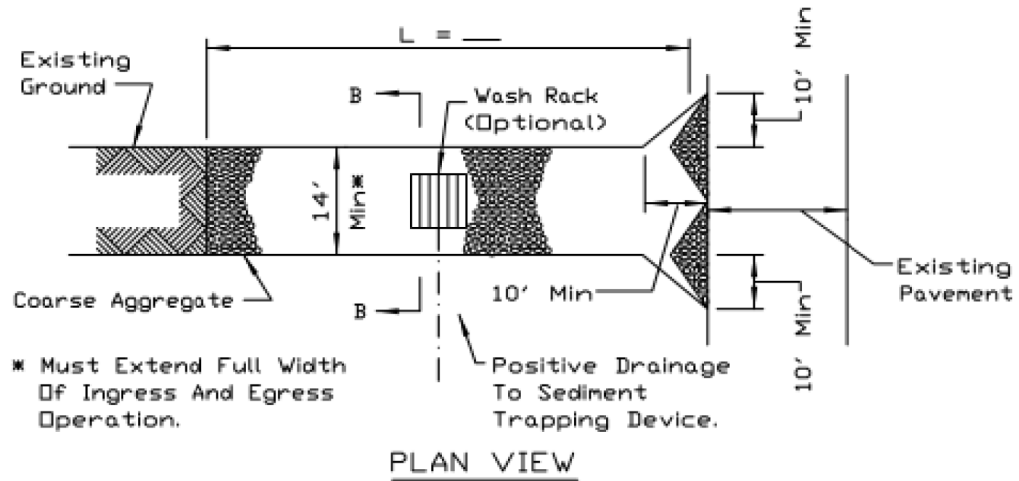 L = ___
Existing
Ground
B
Wash Rack
(Optional)
10' Min
14'
Min*
Coarse Aggregate
B
10' Min
Existing
Pavement
10' Min
* Must Extend Full Width
Of Ingress And Egress
Operation.
Positive Drainage
To Sediment
Trapping Device.
PLAN VIEW